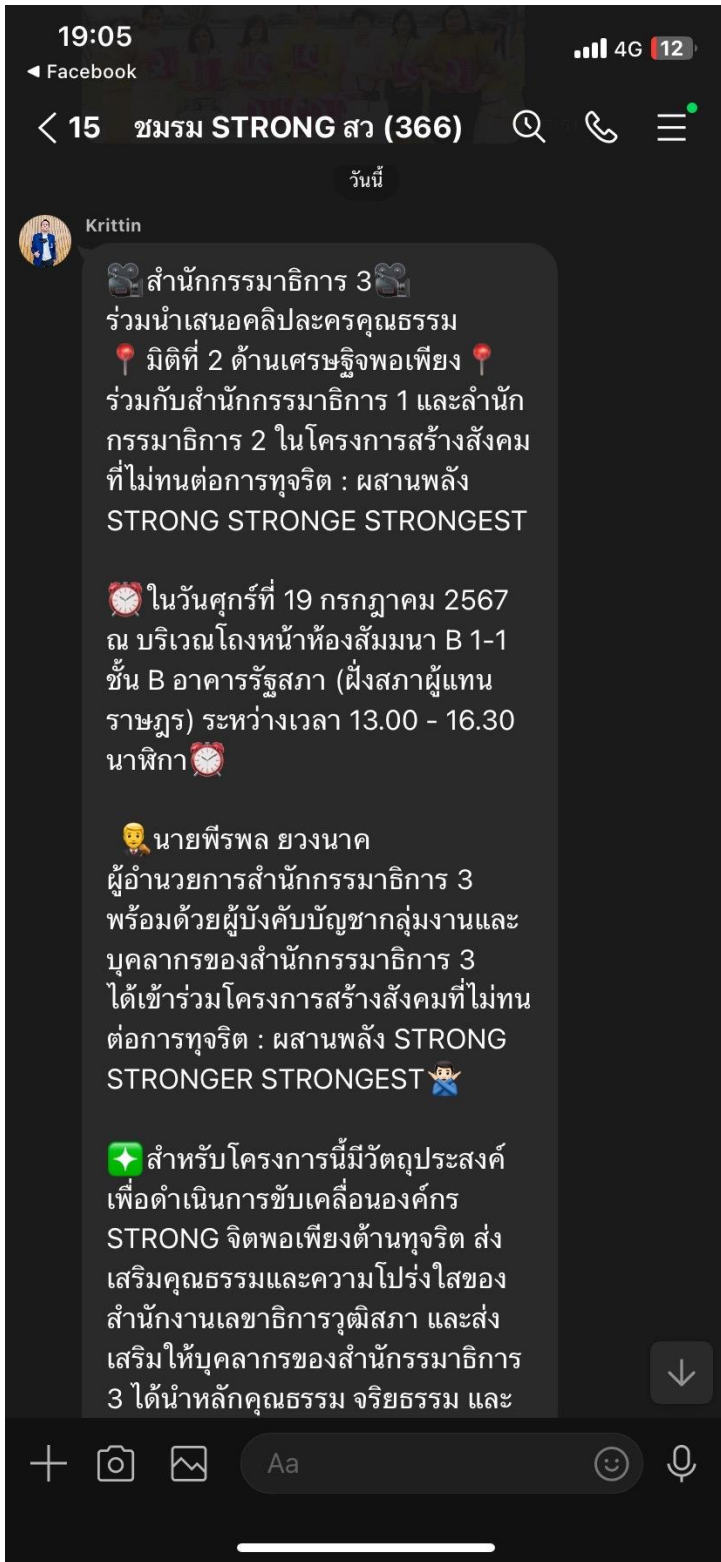 19:05
4G 12
◀ Facebook
15 ชมรม STRONG สว (366)
วันนี้
Krittin
🎥สำนักกรรมาธิการ 3🎥
ร่วมนำเสนอคลิปละครคุณธรรม
📍 มิติที่ 2 ด้านเศรษฐิจพอเพียง 📍
ร่วมกับสำนักกรรมาธิการ 1 และลำนัก
กรรมาธิการ 2 ในโครงการสร้างสังคม
ที่ไม่ทนต่อการทุจริต : ผสานพลัง
STRONG STRONGE STRONGEST
⏰ในวันศุกร์ที่ 19 กรกฎาคม 2567
ณ บริเวณโถงหน้าห้องสัมมนา B 1-1
ชั้น B อาคารรัฐสภา (ฝั่งสภาผู้แทน
ราษฎร) ระหว่างเวลา 13.00 - 16.30
นาฬิกา⏰
🤵นายพีรพล ยวงนาค
ผู้อำนวยการสำนักกรรมาธิการ 3
พร้อมด้วยผู้บังคับบัญชากลุ่มงานและ
บุคลากรของสำนักกรรมาธิการ 3
ได้เข้าร่วมโครงการสร้างสังคมที่ไม่ทน
ต่อการทุจริต : ผสานพลัง STRONG
STRONGER STRONGEST🙅🏻‍♂️
❇️สำหรับโครงการนี้มีวัตถุประสงค์
เพื่อดำเนินการขับเคลื่อนองค์กร
STRONG จิตพอเพียงต้านทุจริต ส่ง
เสริมคุณธรรมและความโปร่งใสของ
สำนักงานเลขาธิการวุฒิสภา และส่ง
เสริมให้บุคลากรของสำนักรรมาธิการ
3 ได้นำหลักคุณธรรม จริยธรรม และ
Aa